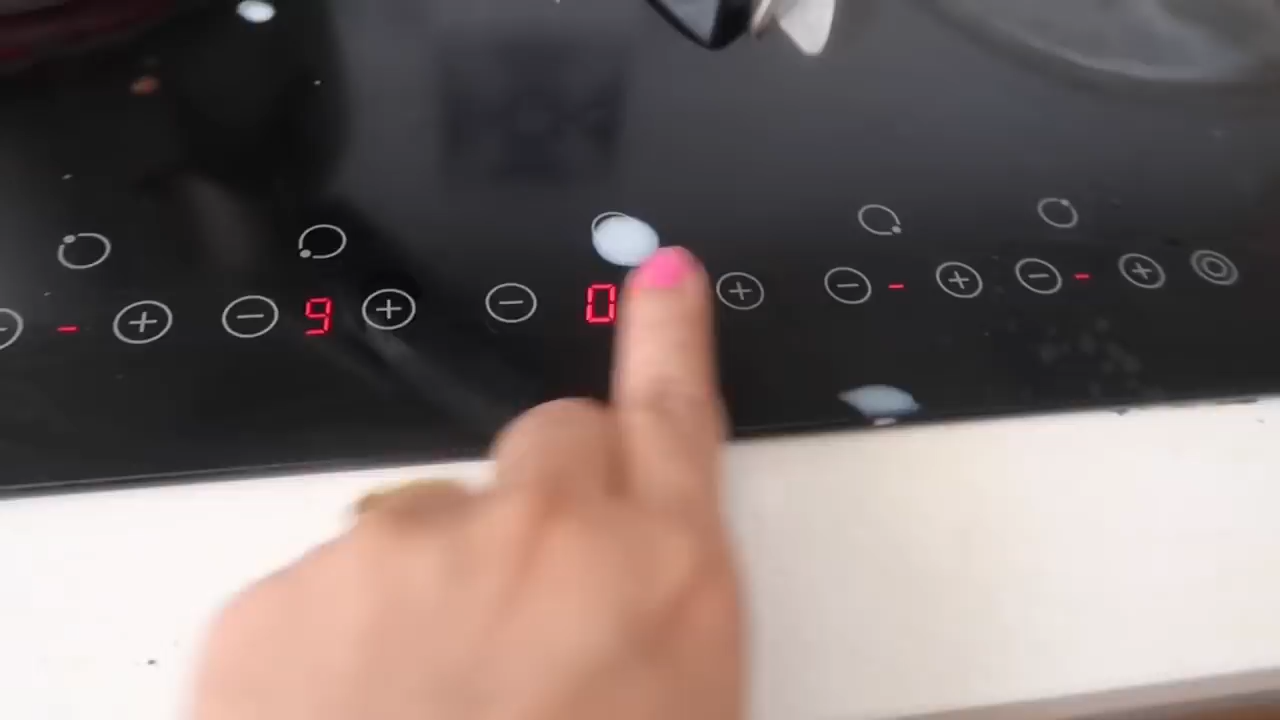 - + - 9 + - 0 + - - + - - +